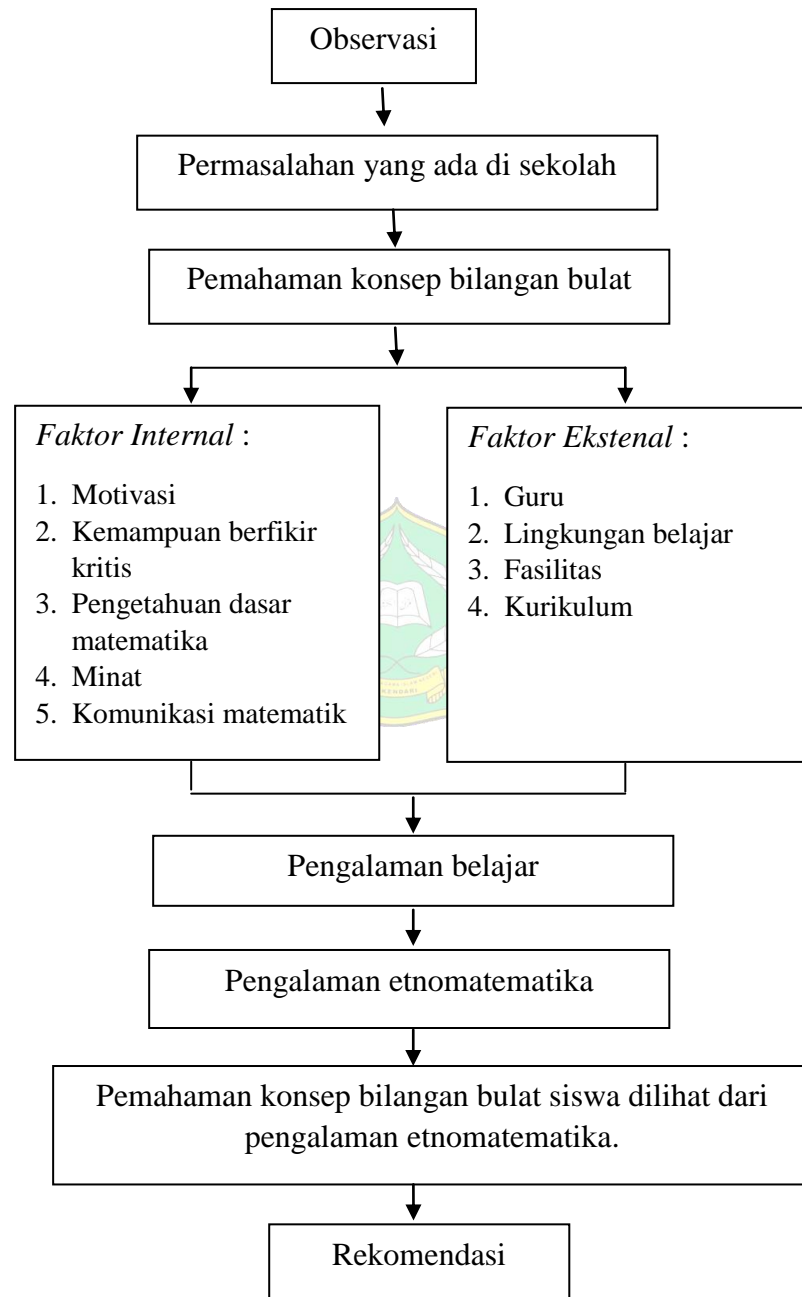 Observasi
Permasalahan yang ada di sekolah
Pemahaman konsep bilangan bulat
Faktor Internal :
1. Motivasi
2. Kemampuan berfikir
kritis
3. Pengetahuan dasar
matematika
4. Minat
5. Komunikasi matematik
Faktor Ekstenal :
1. Guru
2. Lingkungan belajar
3. Fasilitas
4. Kurikulum
KENDARI
Pengalaman belajar
Pengalaman etnomatematika
Pemahaman konsep bilangan bulat siswa dilihat dari
pengalaman etnomatematika.
Rekomendasi